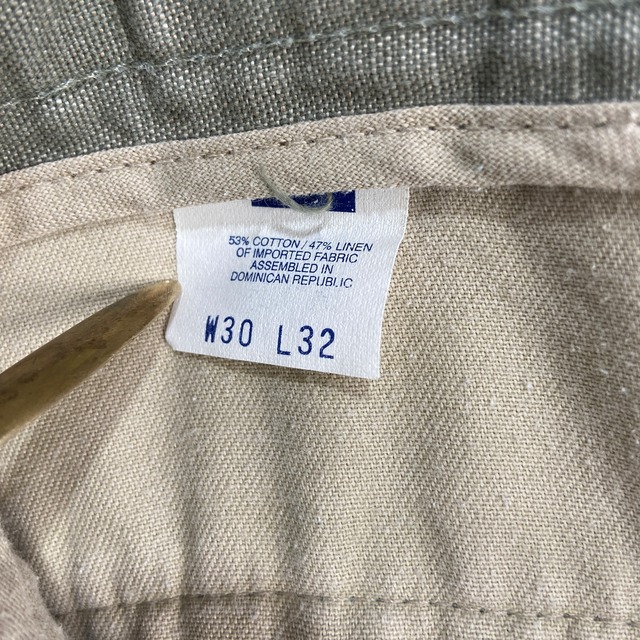 53% COTTON / 47% LINEN
OF IMPORTED FABRIC
ASSEMBLED IN
DOMINICAN REPUBLIC
W30 L32